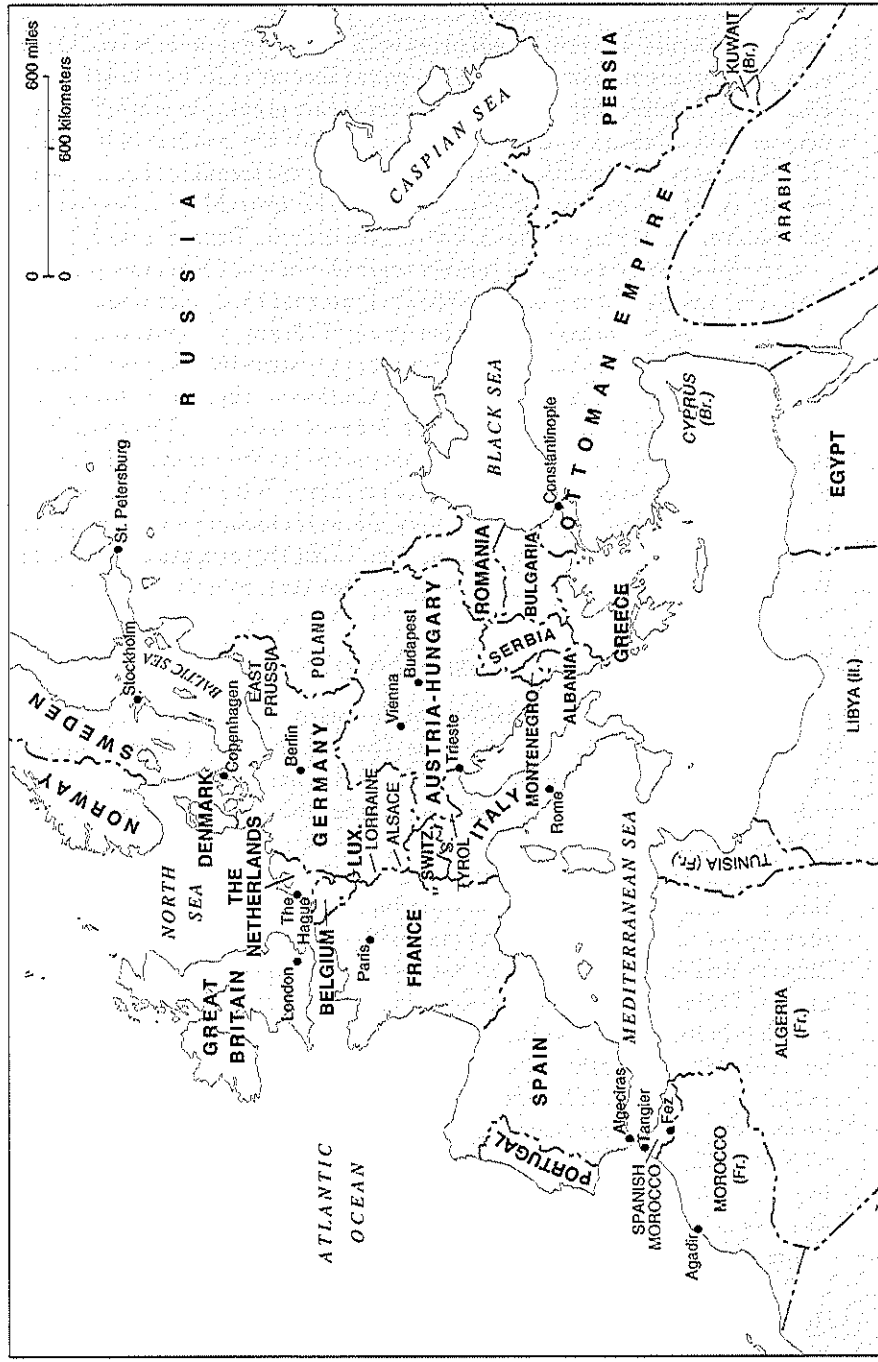 0 600 miles
0 600 kilometers
RUSSIA
NORWAY
SWEDEN
Stockholm
St. Petersburg
BALTIC SEA
NORTH
SEA
DENMARK
Copenhagen
GREAT
BRITAIN
London
THE
NETHERLANDS
The
Hague
BELGIUM
EAST
PRUSSIA
Berlin
GERMANY
POLAND
LUX.
LORRAINE
ALSACE
Paris
FRANCE
ATLANTIC
OCEAN
Vienna
Budapest
AUSTRIA-HUNGARY
SWITZ.
S.
TYROL
Trieste
ITALY
Rome
ROMANIA
SERBIA
BULGARIA
MONTENEGRO
ALBANIA
GREECE
BLACK SEA
CASPIAN SEA
Constantinople
OTTOMAN EMPIRE
PERSIA
KUWAIT
(Br.)
ARABIA
CYPRUS
(Br.)
EGYPT
MEDITERRANEAN SEA
SPAIN
PORTUGAL
Algeciras
Tangier
Fez
SPANISH
MOROCCO
Agadir
MOROCCO
(Fr.)
ALGERIA
(Fr.)
TUNISIA (Fr.)
LIBYA (It.)